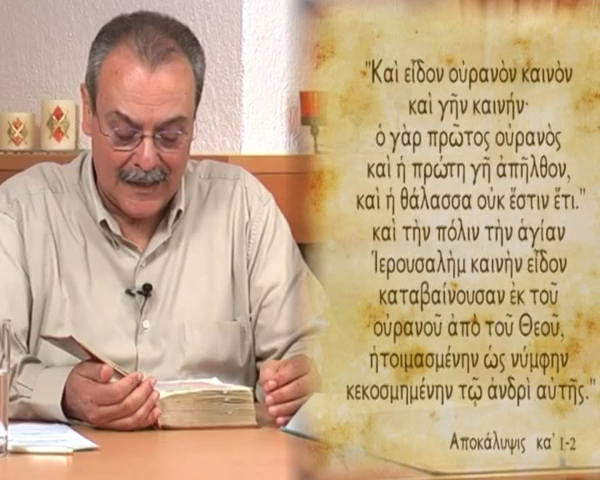 "Καὶ εἶδον οὐρανὸν καινὸν
καὶ γῆν καινήν·
ὁ γὰρ πρῶτος οὐρανὸς
καὶ ἡ πρώτη γῆ ἀπῆλθον,
καὶ ἡ θάλασσα οὐκ ἔστιν ἔτι."
καὶ τὴν πόλιν τὴν ἁγίαν
Ἱερουσαλὴμ καινὴν εἶδον
καταβαίνουσαν ἐκ τοῦ
οὐρανοῦ ἀπὸ τοῦ Θεοῦ,
ἡτοιμασμένην ὡς νύμφην
κεκοσμημένην τῷ ἀνδρὶ αὐτῆς."
Αποκάλυψις κα' 1-2